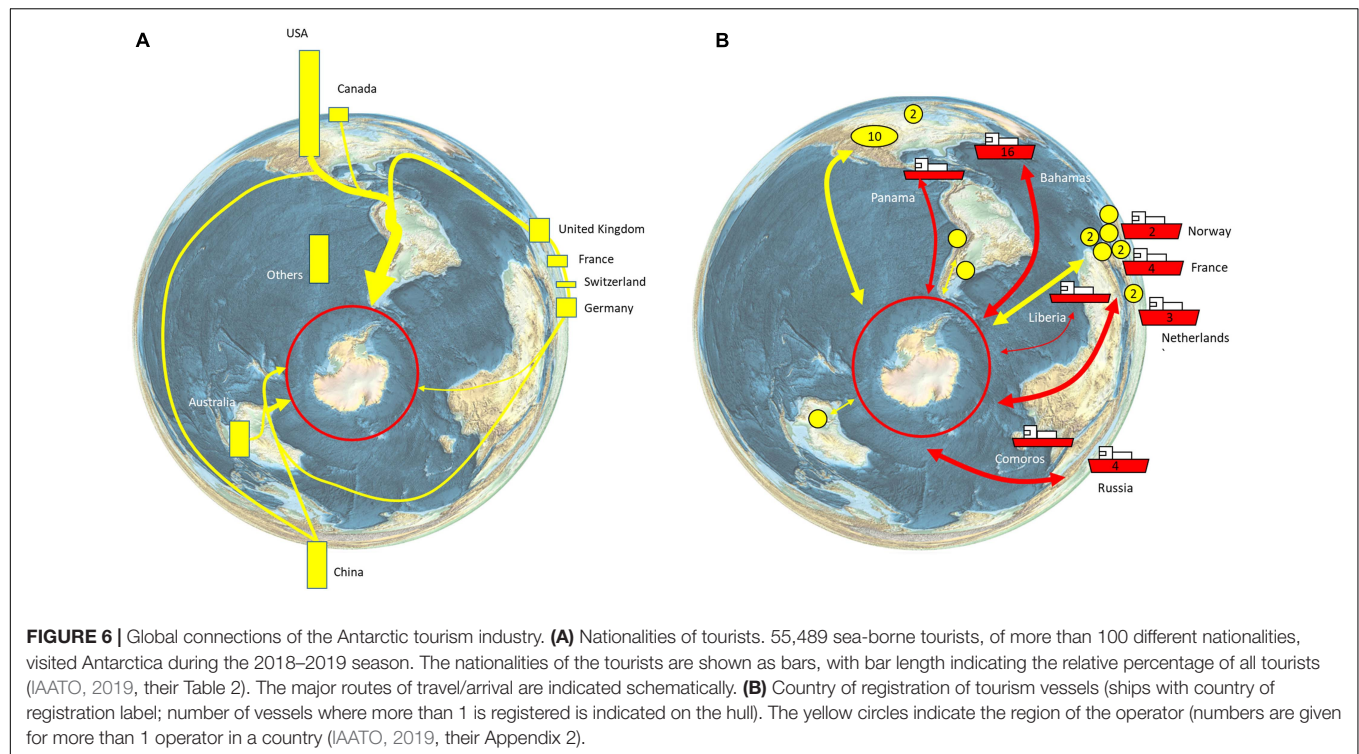 A
USA
Canada
United Kingdom
France
Switzerland
Germany
Others
Australia
China
B
2
10
16
Panama
Bahamas
2
2
Norway
2
4
France
Liberia
2
3
Netherlands
`
Comoros
4
Russia
FIGURE 6 | Global connections of the Antarctic tourism industry. (A) Nationalities of tourists. 55,489 sea-borne tourists, of more than 100 different nationalities,
visited Antarctica during the 2018–2019 season. The nationalities of the tourists are shown as bars, with bar length indicating the relative percentage of all tourists
(IAATO, 2019, their Table 2). The major routes of travel/arrival are indicated schematically. (B) Country of registration of tourism vessels (ships with country of
registration label; number of vessels where more than 1 is registered is indicated on the hull). The yellow circles indicate the region of the operator (numbers are given
for more than 1 operator in a country (IAATO, 2019, their Appendix 2).